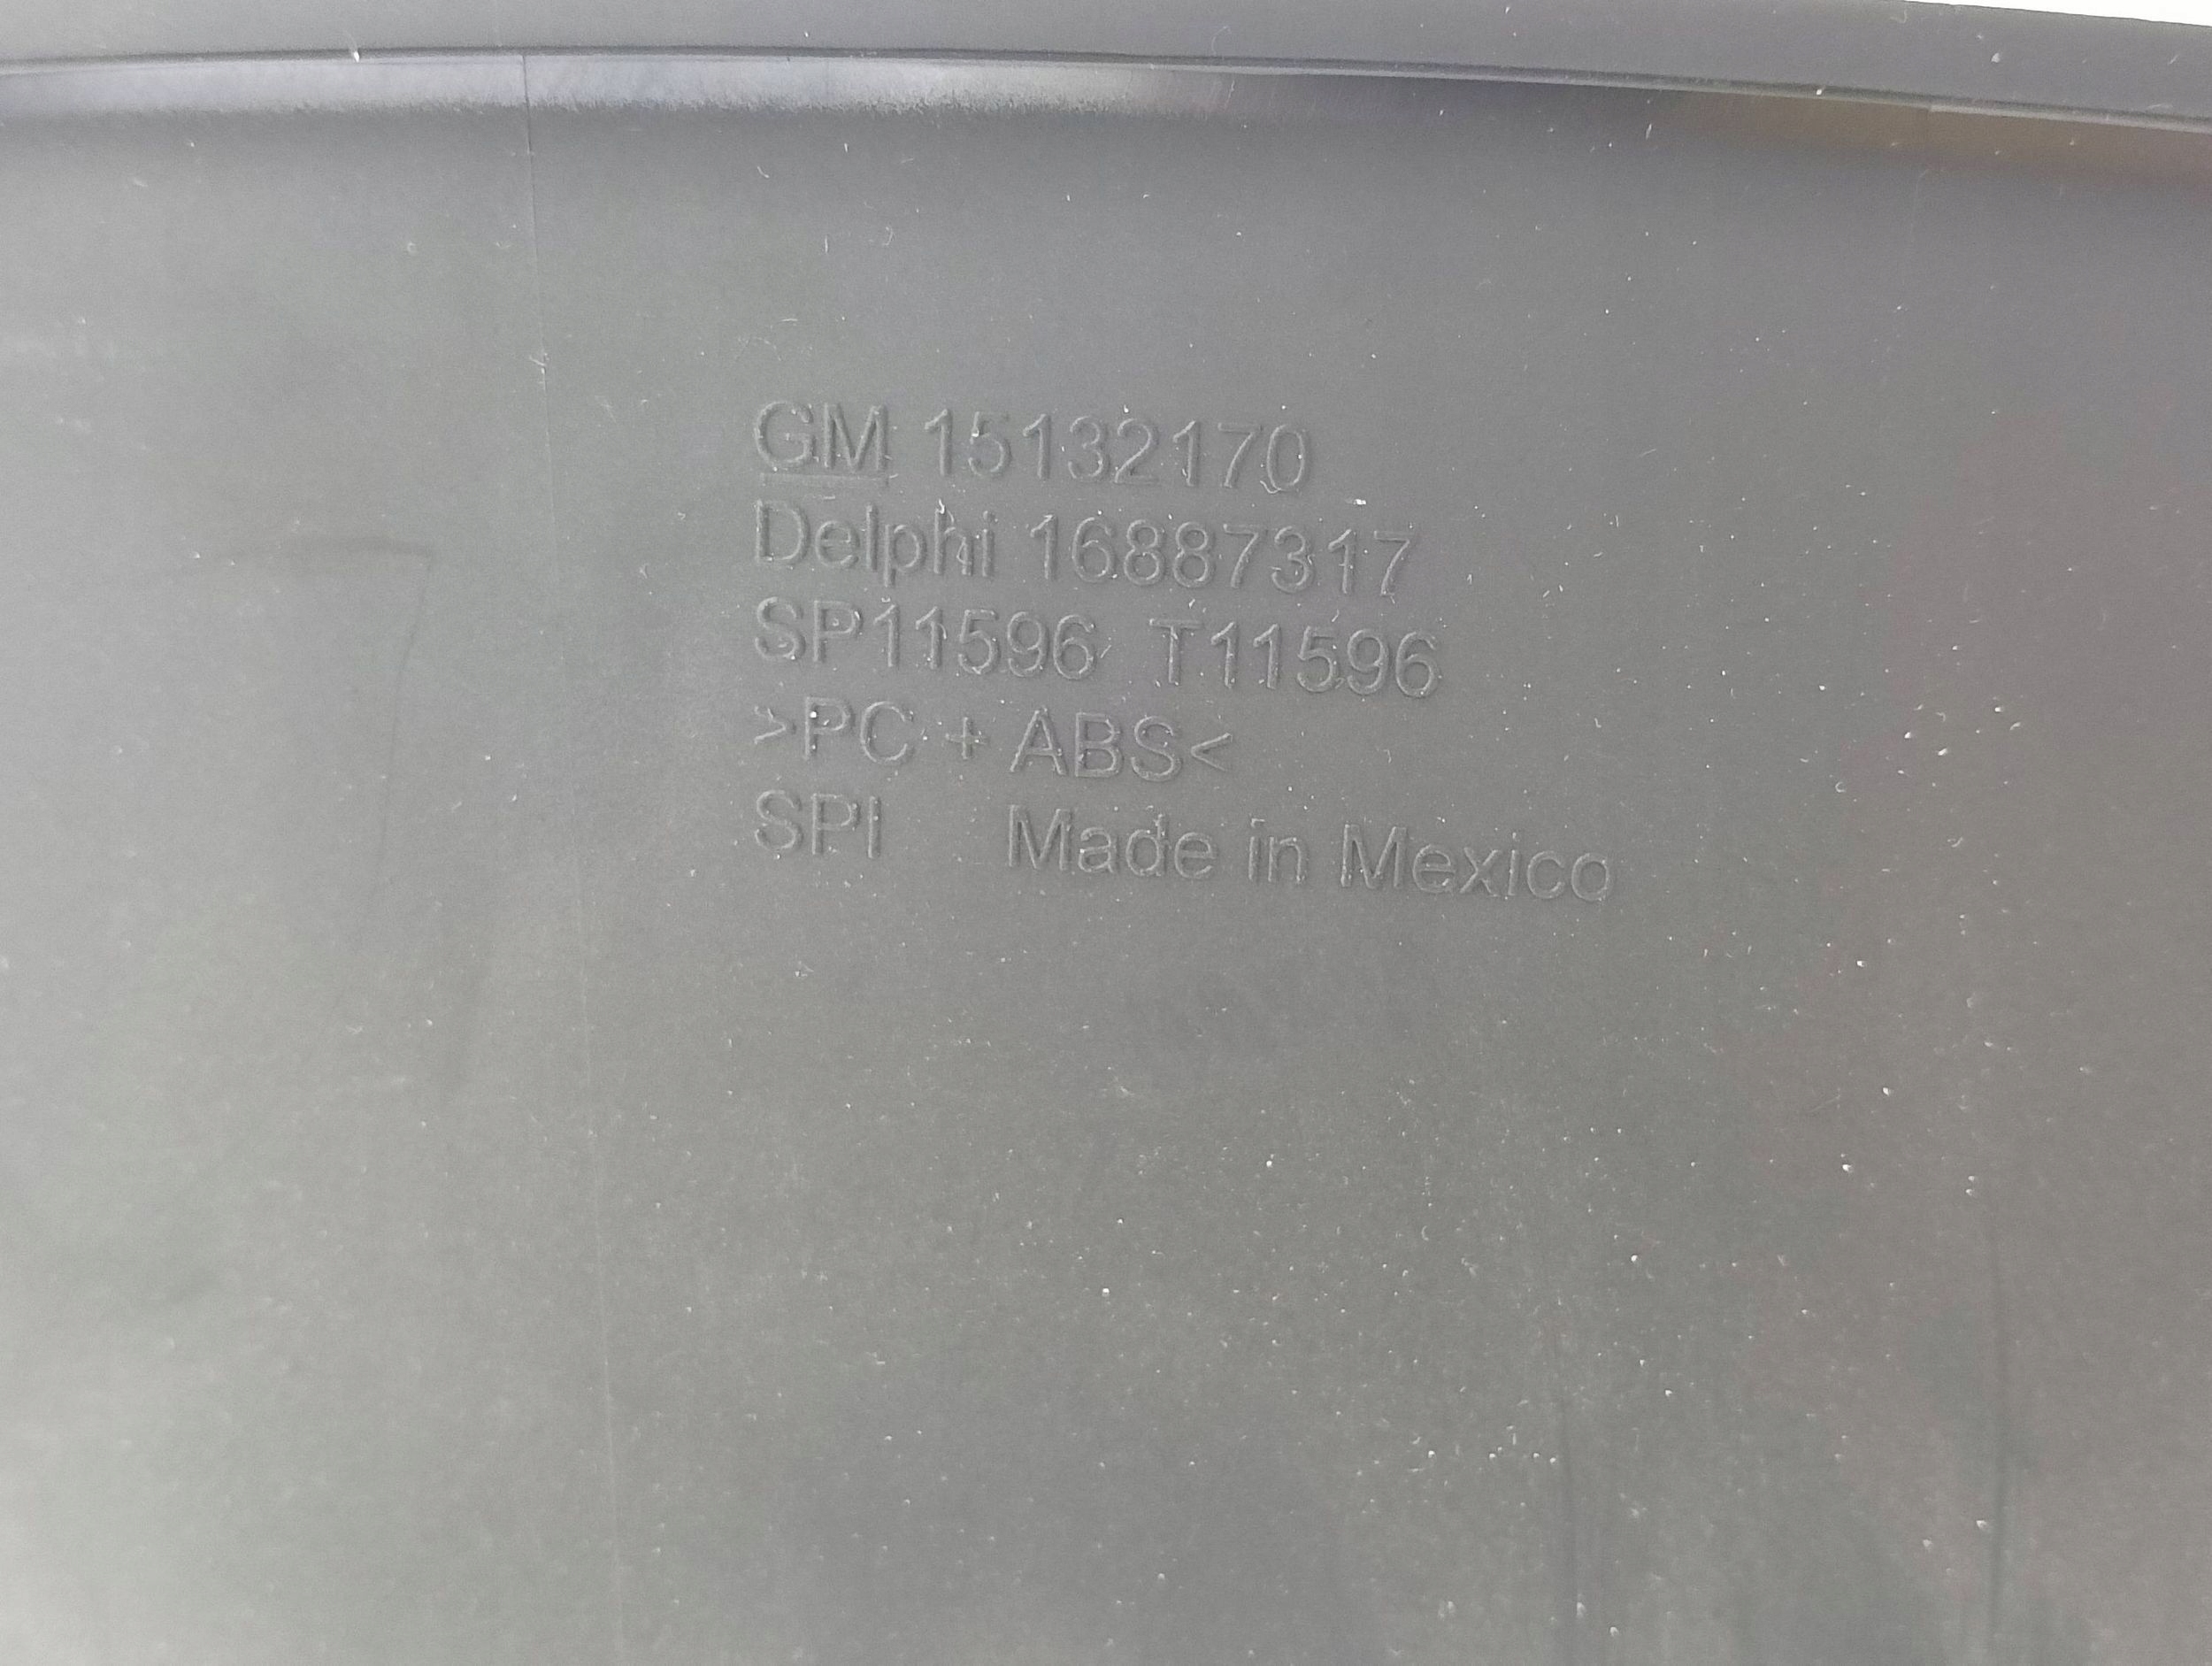 GM 15132170
Delphi 16887317
SP11596 T11596
>PC + ABS<
SPI Made in Mexico